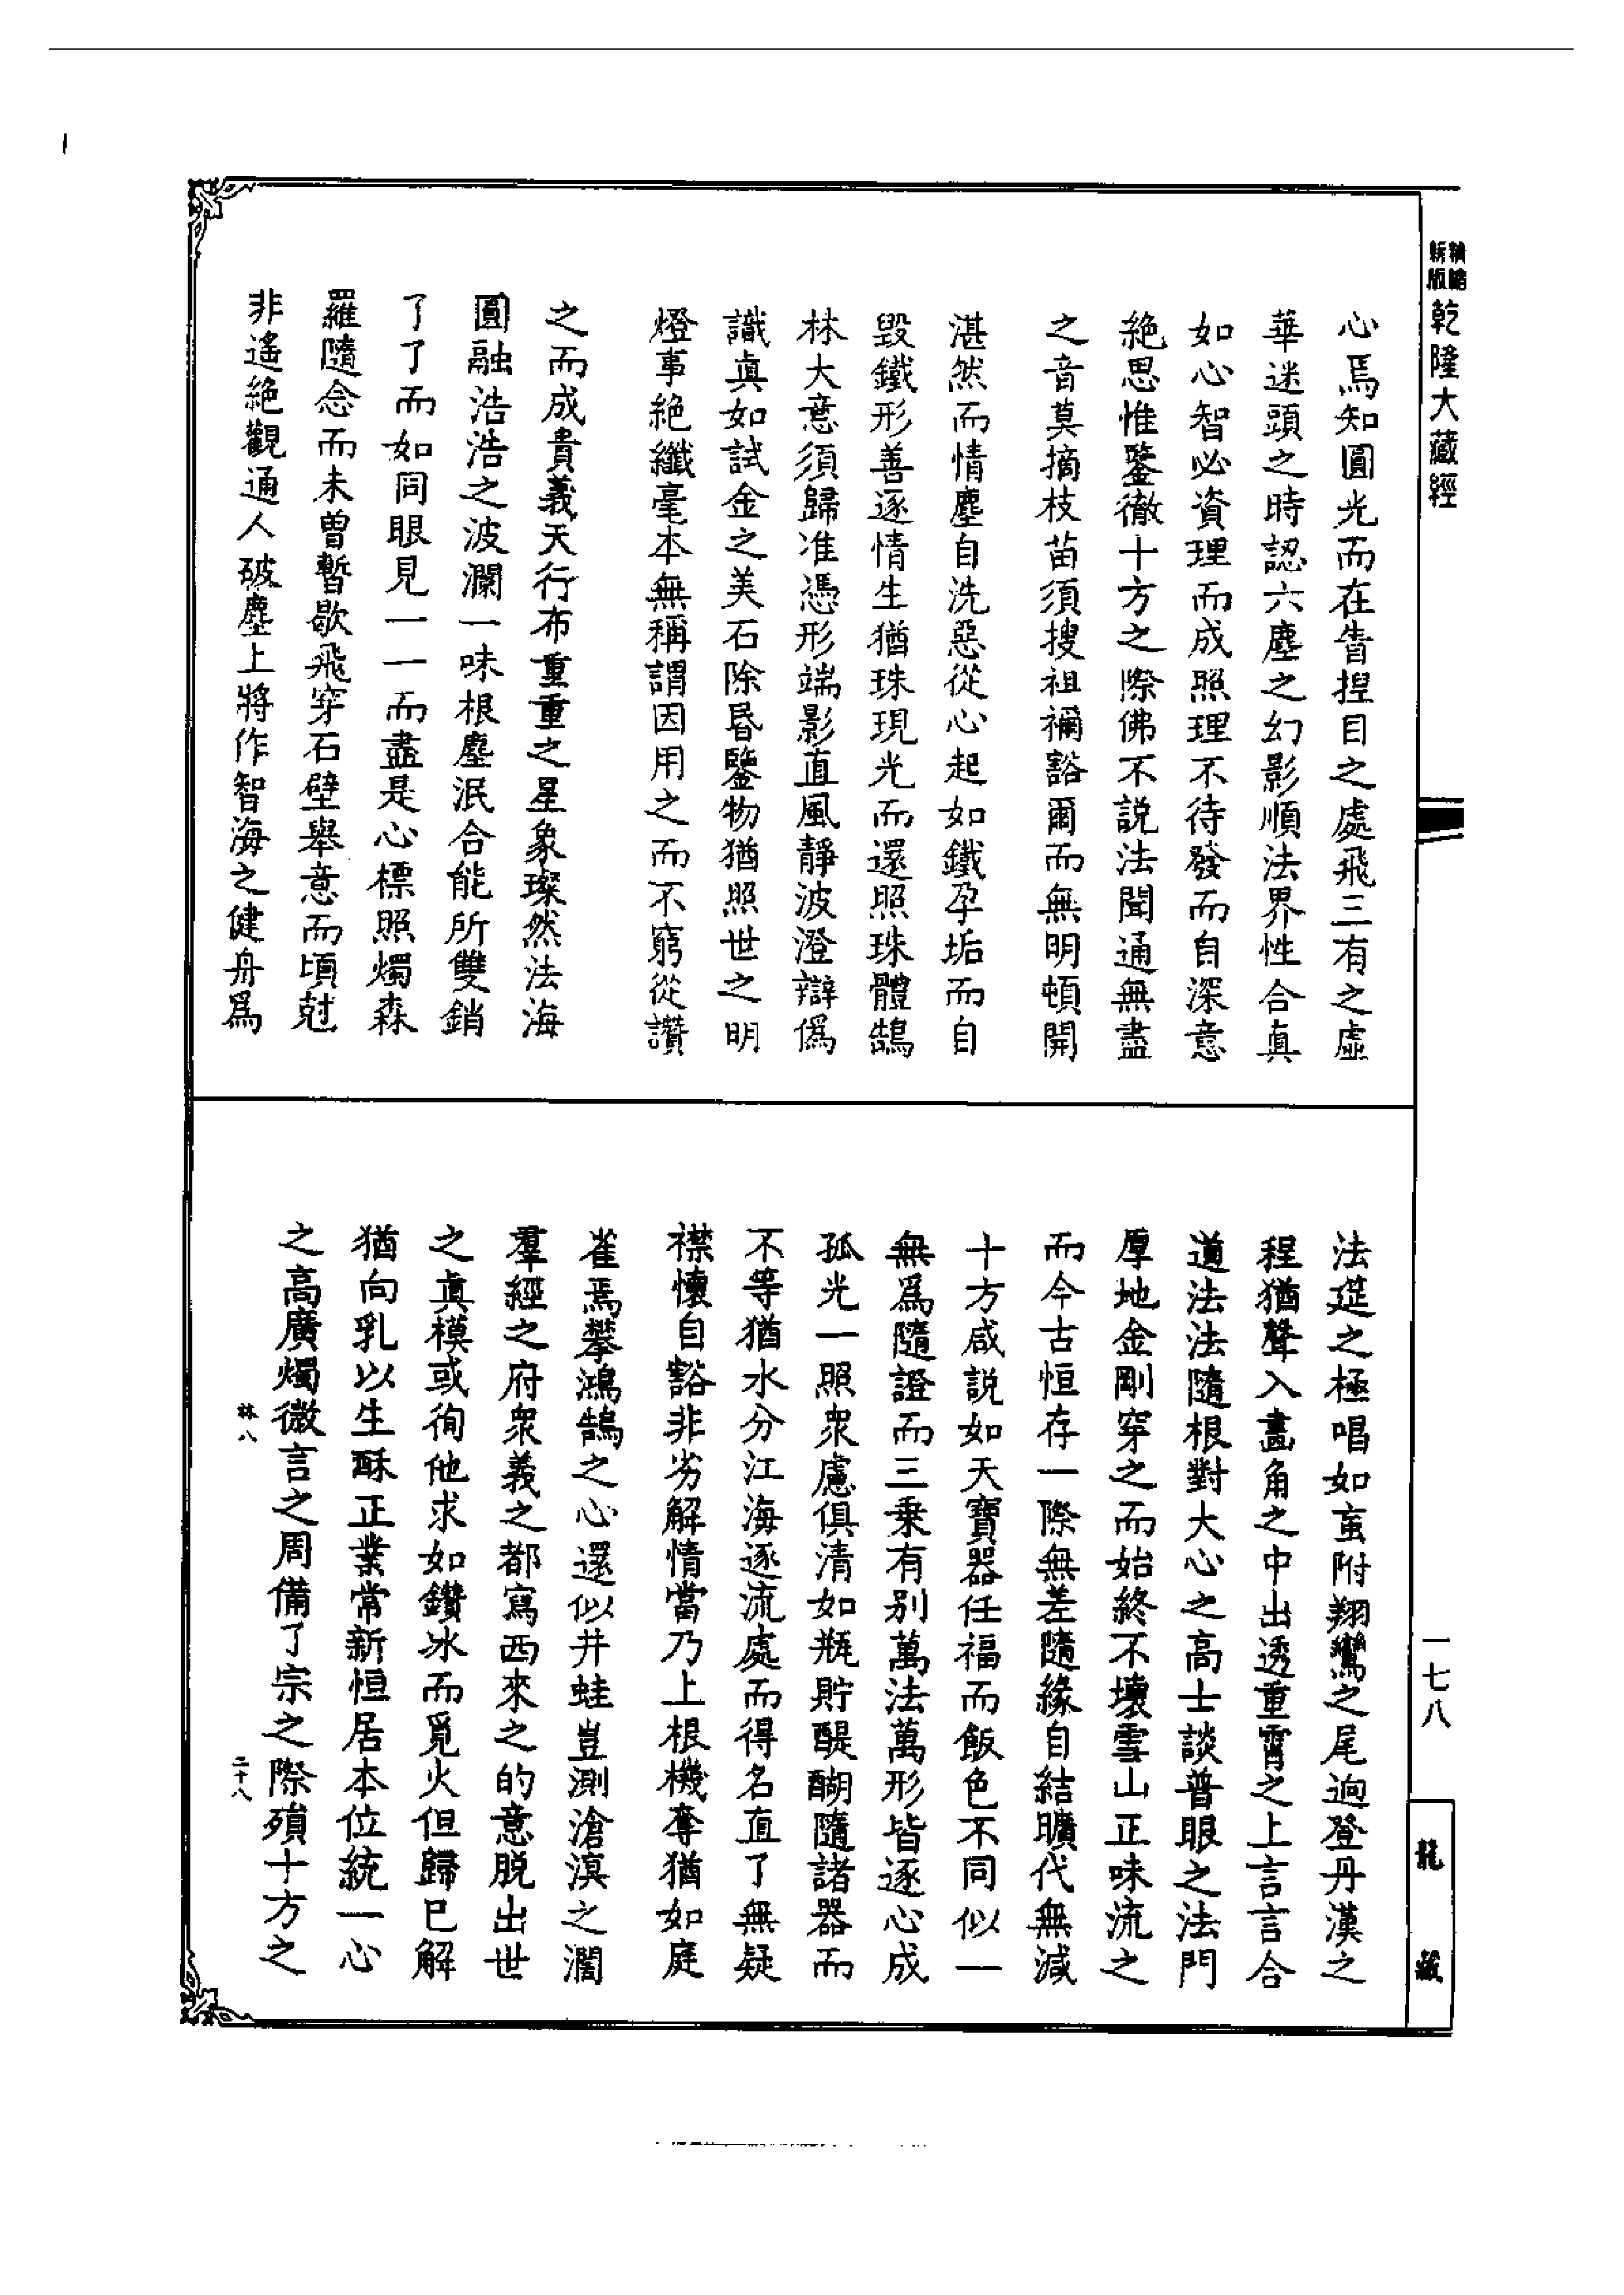 精縮新版
乾隆大藏經
心焉知圓光而在眚揑目之處飛三有之虛
華迷頭之時認六塵之幻影順法界性合真
如心智必資理而成照理不待發而自深意
絶思惟鑒徹十方之際佛不説法聞通無盡
之音莫摘枝苗須搜祖禰豁爾而無明頓開
湛然而情塵自洗惡從心起如鐵孕垢而自
毀鐵形善逐情生猶珠現光而還照珠體鵠
林大意須歸准憑形端影直風靜波澄辯僞
識眞如試金之美石除昏鑒物猶照世之明
燈事絶纖毫本無稱謂因用之而不窮從讚
之而成貴義天行布重重之星象璨然法海
圓融浩浩之波瀾一味根塵泯合能所雙銷
了了而如同眼見一一而盡是心標照燭森
羅隨念而未曾暫歇飛穿石壁舉意而頃尅
非遙絶觀通人破塵上將作智海之健舟爲
法筵之極唱如䖟附翔鸞之尾逈登丹漢之
程猶聲入畫角之中出透重霄之上言言合
道法法隨根對大心之高士談普眼之法門
厚地金剛穿之而始終不壞雪山正味流之
而今古恒存一際無差隨緣自結曠代無減
十方咸説如天寶器任福而飯色不同似一
無爲隨證而三乗有别萬法萬形皆逐心成
孤光一照衆慮俱清如瓶貯醍醐隨諸器而
不等猶水分江海逐流處而得名直了無疑
襟懷自豁非劣解情當乃上根機奪猶如庭
雀焉攀鴻鵠之心還似井蛙豈測滄溟之濶
羣經之府衆義之都寫西來之的意脱出世
之眞模或徇他求如鑽冰而覓火但歸已解
猶向乳以生酥正業常新恒居本位統一心
之高廣燭微言之周備了宗之際殞十方之
林八
二十八
一七八
龍藏